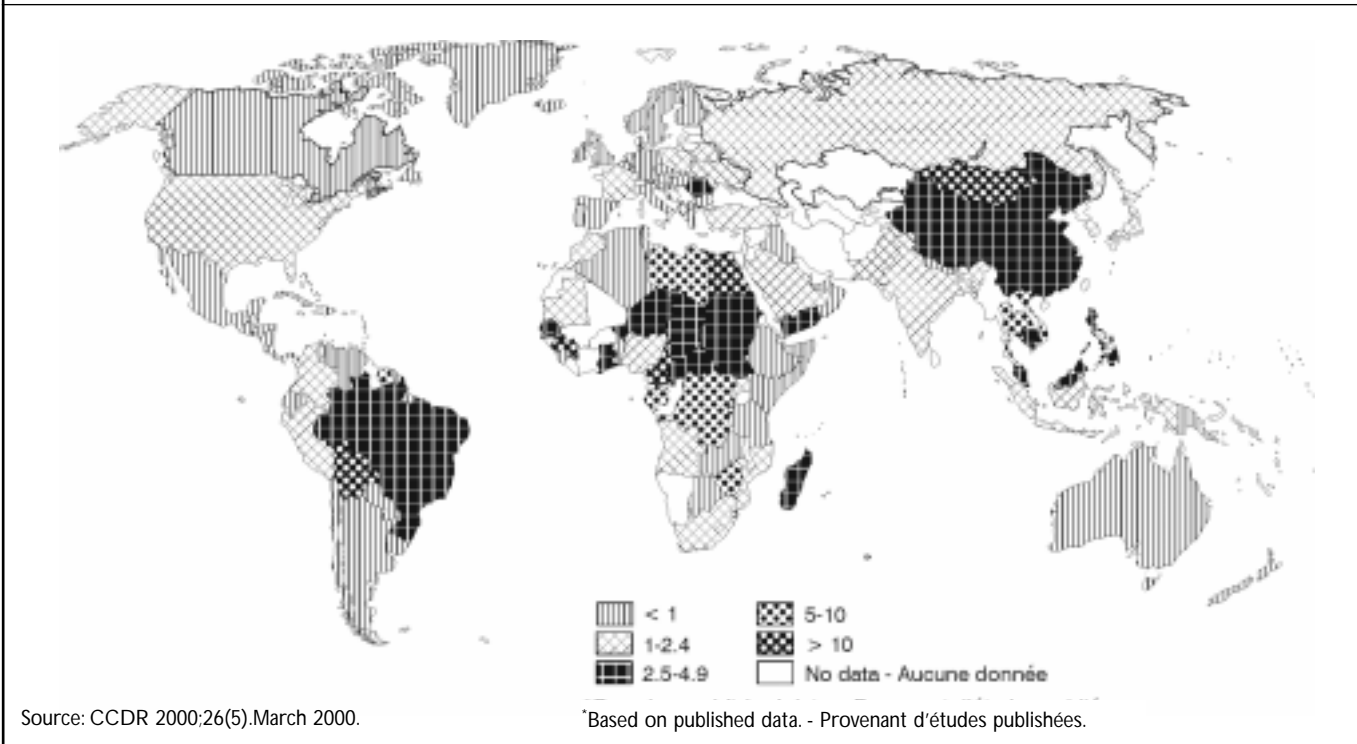 < 1
1-2.4
2.5-4.9
5-10
> 10
No data - Aucune donnée
Source: CCDR 2000;26(5).March 2000.
*Based on published data. - Provenant d'études publishées.